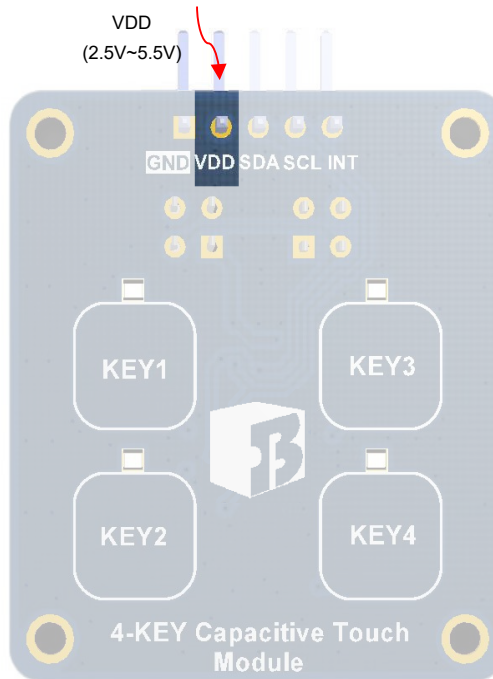 VDD
(2.5V~5.5V)
GND VDD SDA SCL INT
KEY1
KEY3
KEY2
KEY4
4-KEY Capacitive Touch
Module